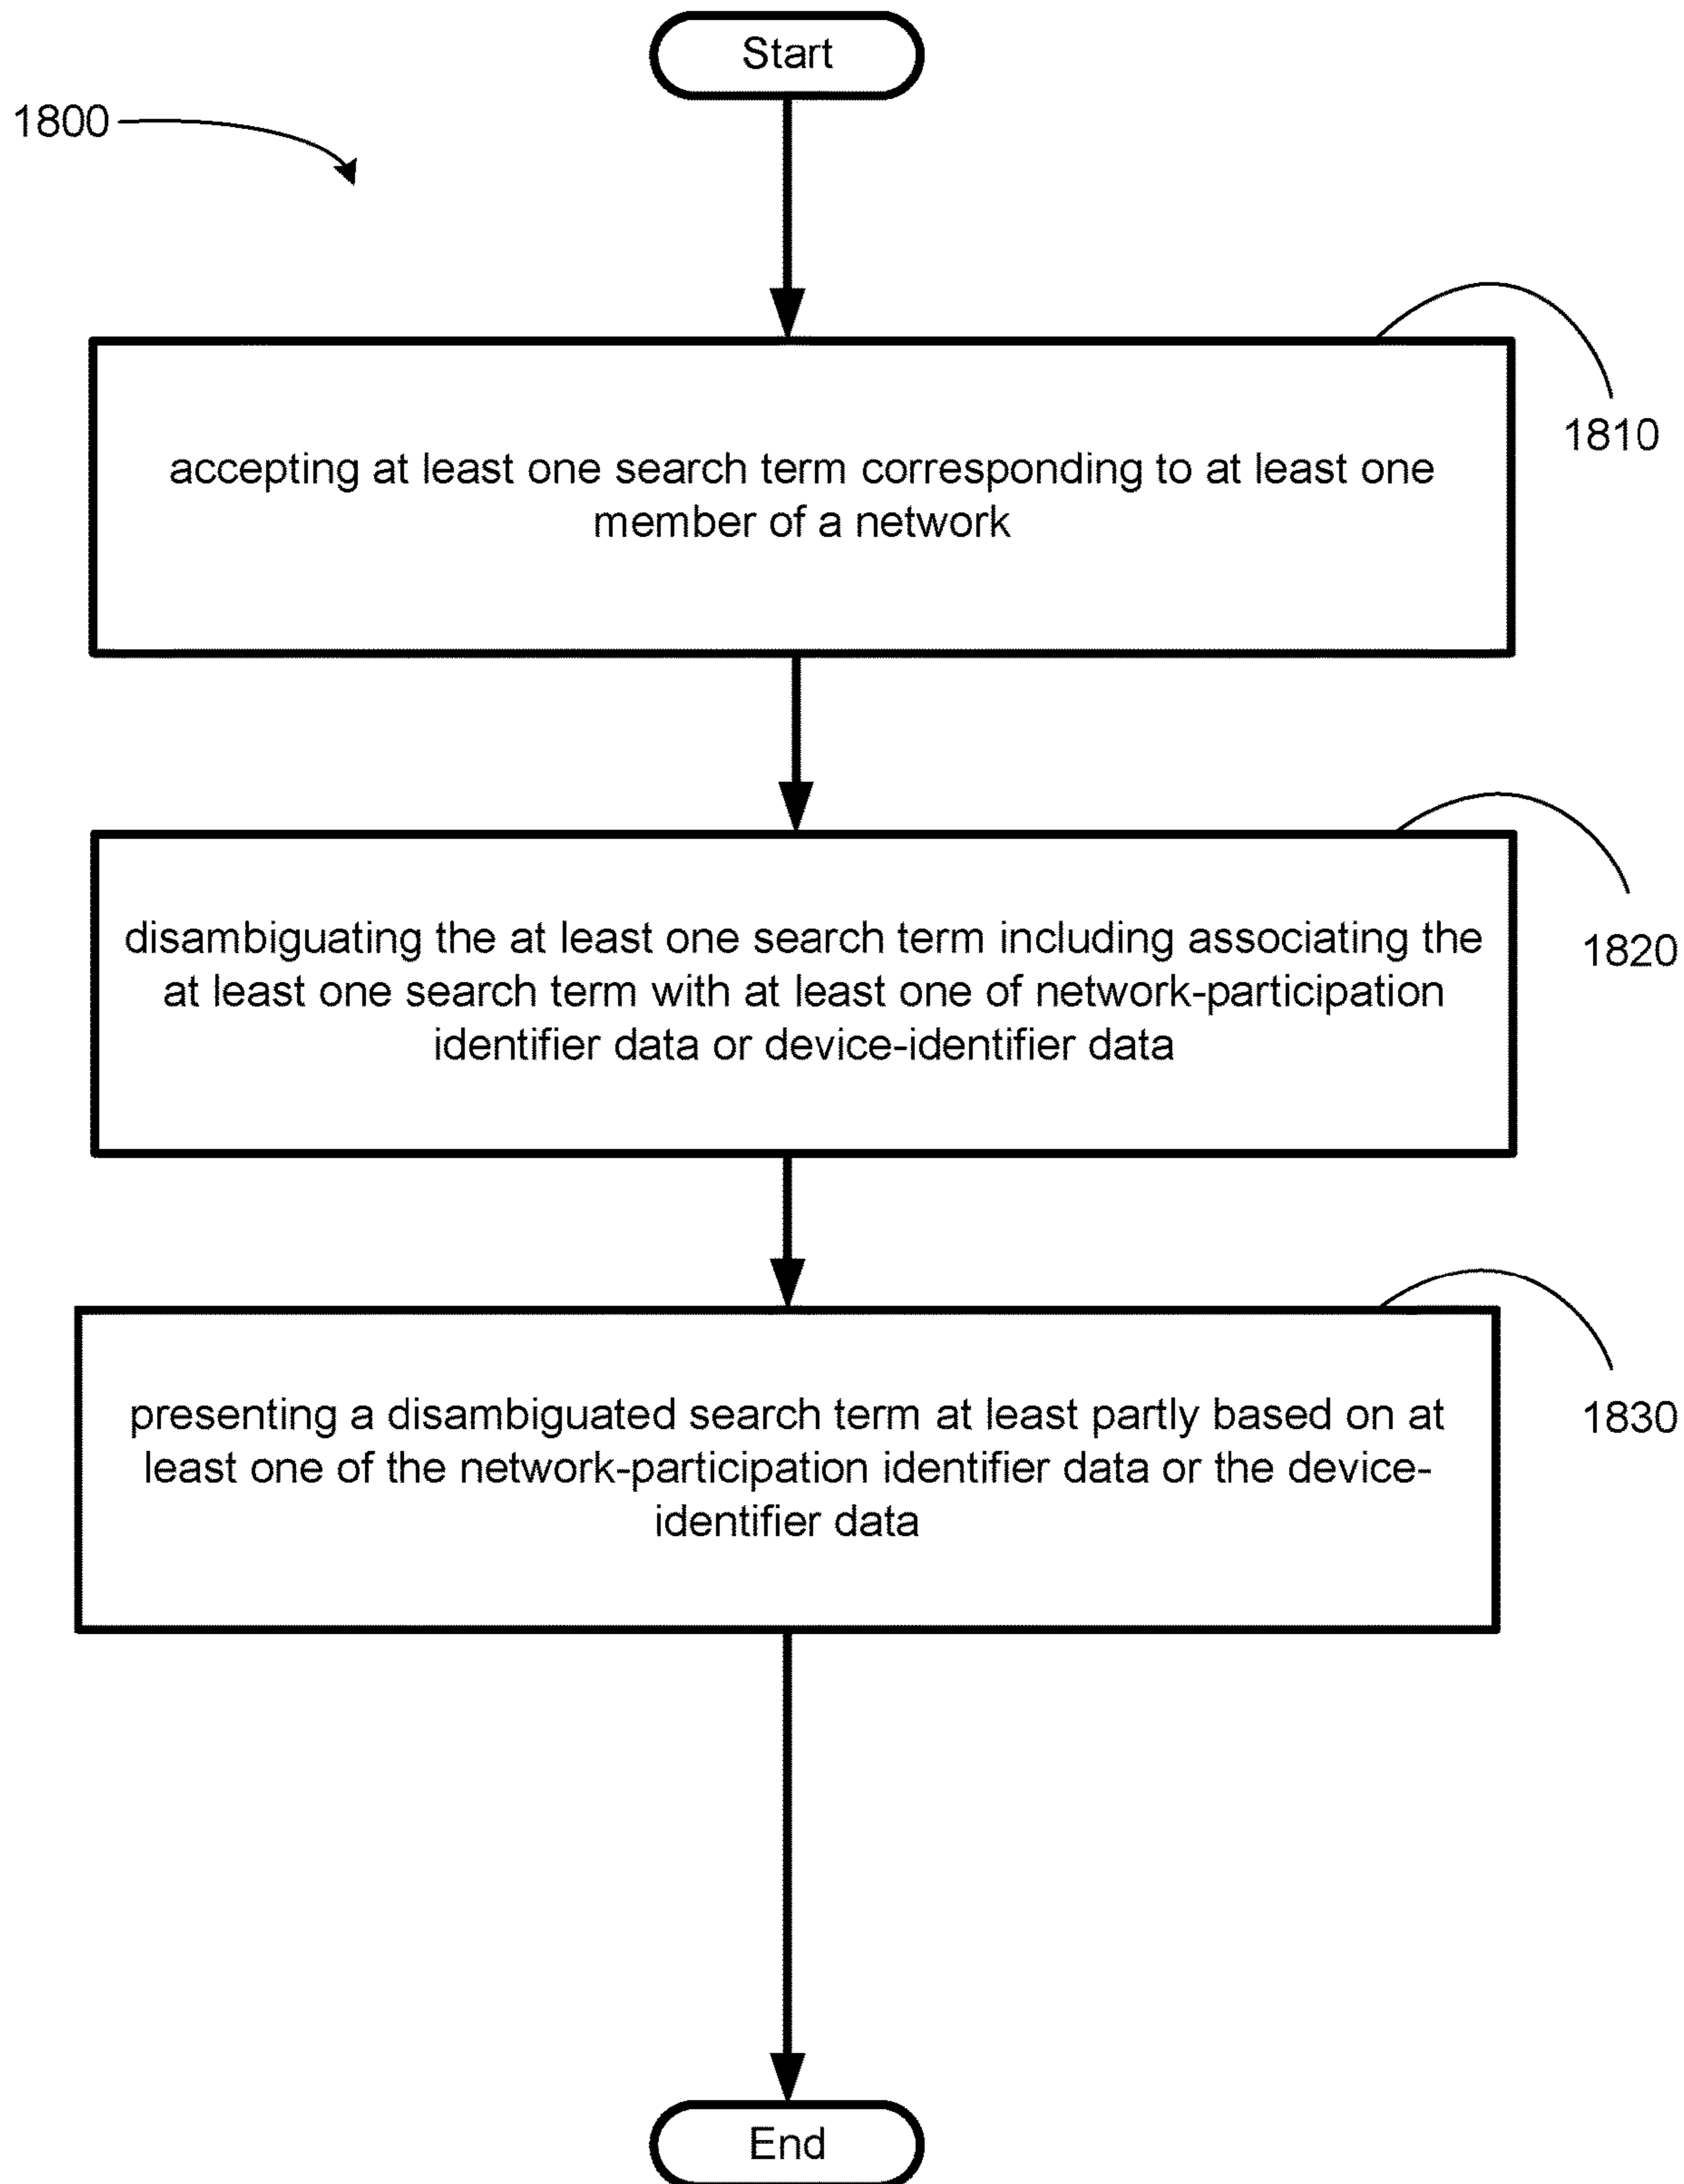 Start
1800
accepting at least one search term corresponding to at least one
member of a network
1810
disambiguating the at least one search term including associating the
at least one search term with at least one of network-participation
identifier data or device-identifier data
1820
presenting a disambiguated search term at least partly based on at
least one of the network-participation identifier data or the device-
identifier data
1830
End